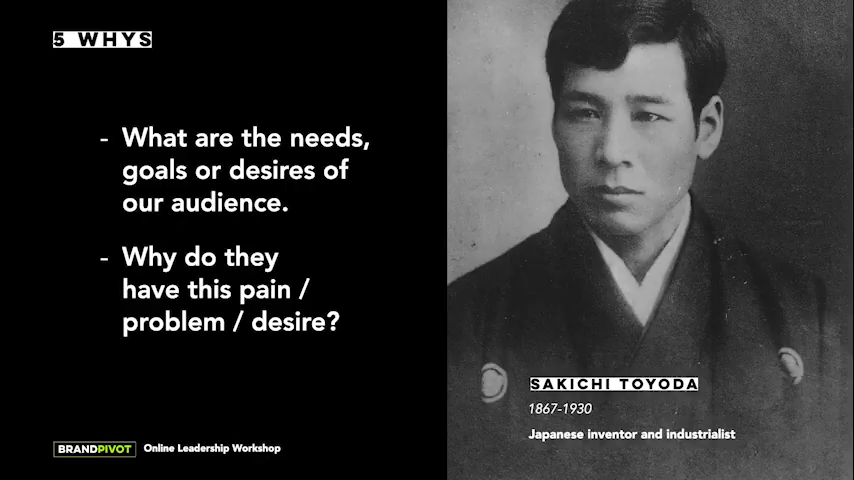 5 WHYS
- What are the needs,
goals or desires of
our audience.
- Why do they
have this pain /
problem / desire?
SAKICHI TOYODA
1867-1930
Japanese inventor and industrialist
BRANDPIVOT Online Leadership Workshop